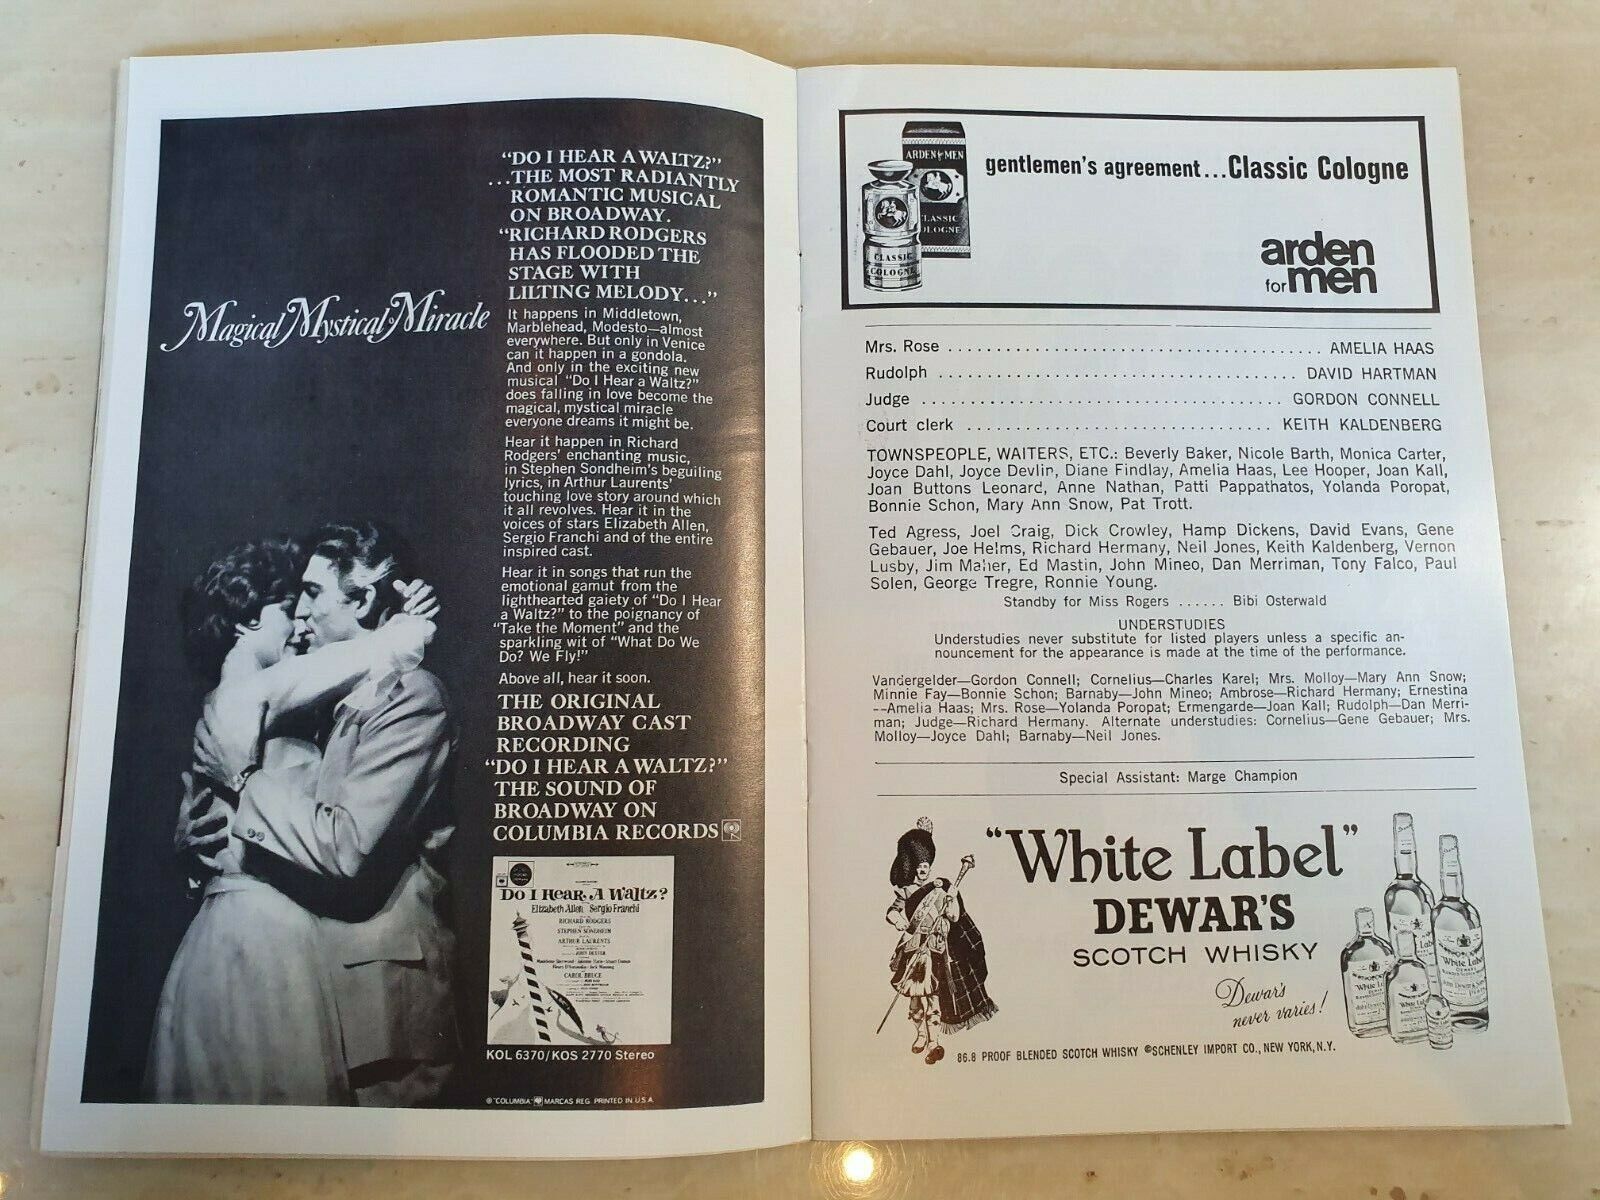 Magical Mystical Miracle
"DO I HEAR A WALTZ?"
...THE MOST RADIANTLY
ROMANTIC MUSICAL
ON BROADWAY.
"RICHARD RODGERS
HAS FLOODED THE
STAGE WITH
LILTING MELODY..."
It happens in Middletown,
Marblehead, Modesto—almost
everywhere. But only in Venice
can it happen in a gondola.
And only in the exciting new
musical "Do I Hear a Waltz?"
does falling in love become the
magical, mystical miracle
everyone dreams it might be.
Hear it happen in Richard
Rodgers' enchanting music,
in Stephen Sondheim's beguiling
lyrics, in Arthur Laurents'
touching love story around which
it all revolves. Hear it in the
voices of stars Elizabeth Allen,
Sergio Franchi and of the entire
inspired cast.
Hear it in songs that run the
emotional gamut from the
lighthearted gaiety of "Do I Hear
a Waltz?" to the poignancy of
"Take the Moment" and the
sparkling wit of "What Do We
Do? We Fly!"
Above all, hear it soon.
THE ORIGINAL
BROADWAY CAST
RECORDING
"DO I HEAR A WALTZ?"
THE SOUND OF
BROADWAY ON
COLUMBIA RECORDS
Do I Hear A Waltz?
Elizabeth Allen Sergio Franchi
RICHARD RODGERS
STEPHEN SONDHEIM
ARTHUR LAURENTS
JOHN DEXTER
CAROL BRUCE
KOL 6370/KOS 2770 Stereo
® "COLUMBIA" MARCAS REG. PRINTED IN U.S.A.
ARDEN MEN
CLASSIC
COLOGNE
CLASSIC
COLOGNE
gentlemen's agreement...Classic Cologne
arden
for men
Mrs. Rose ........................................ AMELIA HAAS
Rudolph ..................................... DAVID HARTMAN
Judge ...................................... GORDON CONNELL
Court clerk ................................ KEITH KALDENBERG
TOWNSPEOPLE, WAITERS, ETC.: Beverly Baker, Nicole Barth, Monica Carter,
Joyce Dahl, Joyce Devlin, Diane Findlay, Amelia Haas, Lee Hooper, Joan Kall,
Joan Buttons Leonard, Anne Nathan, Patti Pappathatos, Yolanda Poropat,
Bonnie Schon, Mary Ann Snow, Pat Trott.
Ted Agress, Joel Craig, Dick Crowley, Hamp Dickens, David Evans, Gene
Gebauer, Joe Helms, Richard Hermany, Neil Jones, Keith Kaldenberg, Vernon
Lusby, Jim Maher, Ed Mastin, John Mineo, Dan Merriman, Tony Falco, Paul
Solen, George Tregre, Ronnie Young.
Standby for Miss Rogers ...... Bibi Osterwald
UNDERSTUDIES
Understudies never substitute for listed players unless a specific an-
nouncement for the appearance is made at the time of the performance.
Vandergelder—Gordon Connell; Cornelius—Charles Karel; Mrs. Molloy—Mary Ann Snow;
Minnie Fay—Bonnie Schon; Barnaby—John Mineo; Ambrose—Richard Hermany; Ernestina
--Amelia Haas; Mrs. Rose—Yolanda Poropat; Ermengarde—Joan Kall; Rudolph—Dan Merri-
man; Judge—Richard Hermany. Alternate understudies: Cornelius—Gene Gebauer; Mrs.
Molloy—Joyce Dahl; Barnaby—Neil Jones.
Special Assistant: Marge Champion
"White Label"
DEWAR'S
SCOTCH WHISKY
Dewar's
never varies!
White Label
White Label
86.8 PROOF BLENDED SCOTCH WHISKY ©SCHENLEY IMPORT CO., NEW YORK, N.Y.